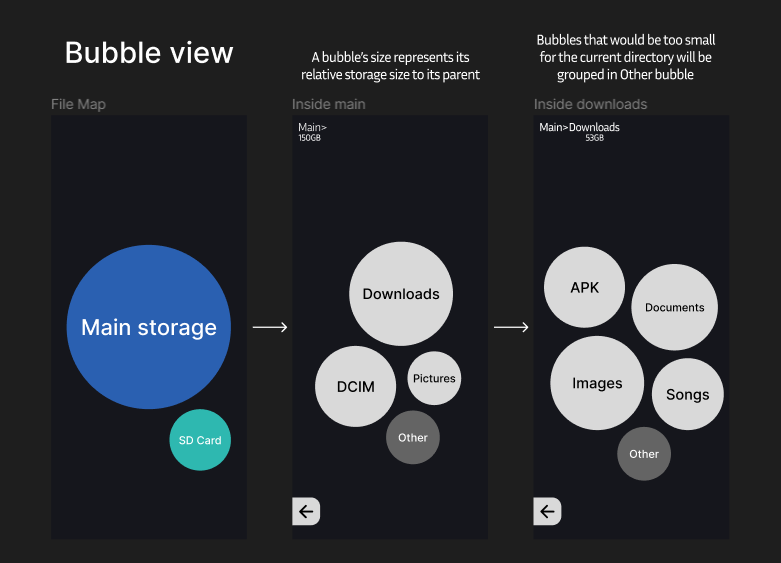 Bubble view
A bubble's size represents its
relative storage size to its parent
Bubbles that would be too small
for the current directory will be
grouped in Other bubble
File Map
Main storage
SD Card
Inside main
Main>
150GB
Downloads
DCIM
Pictures
Other
Inside downloads
Main>Downloads
53GB
APK
Documents
Images
Songs
Other